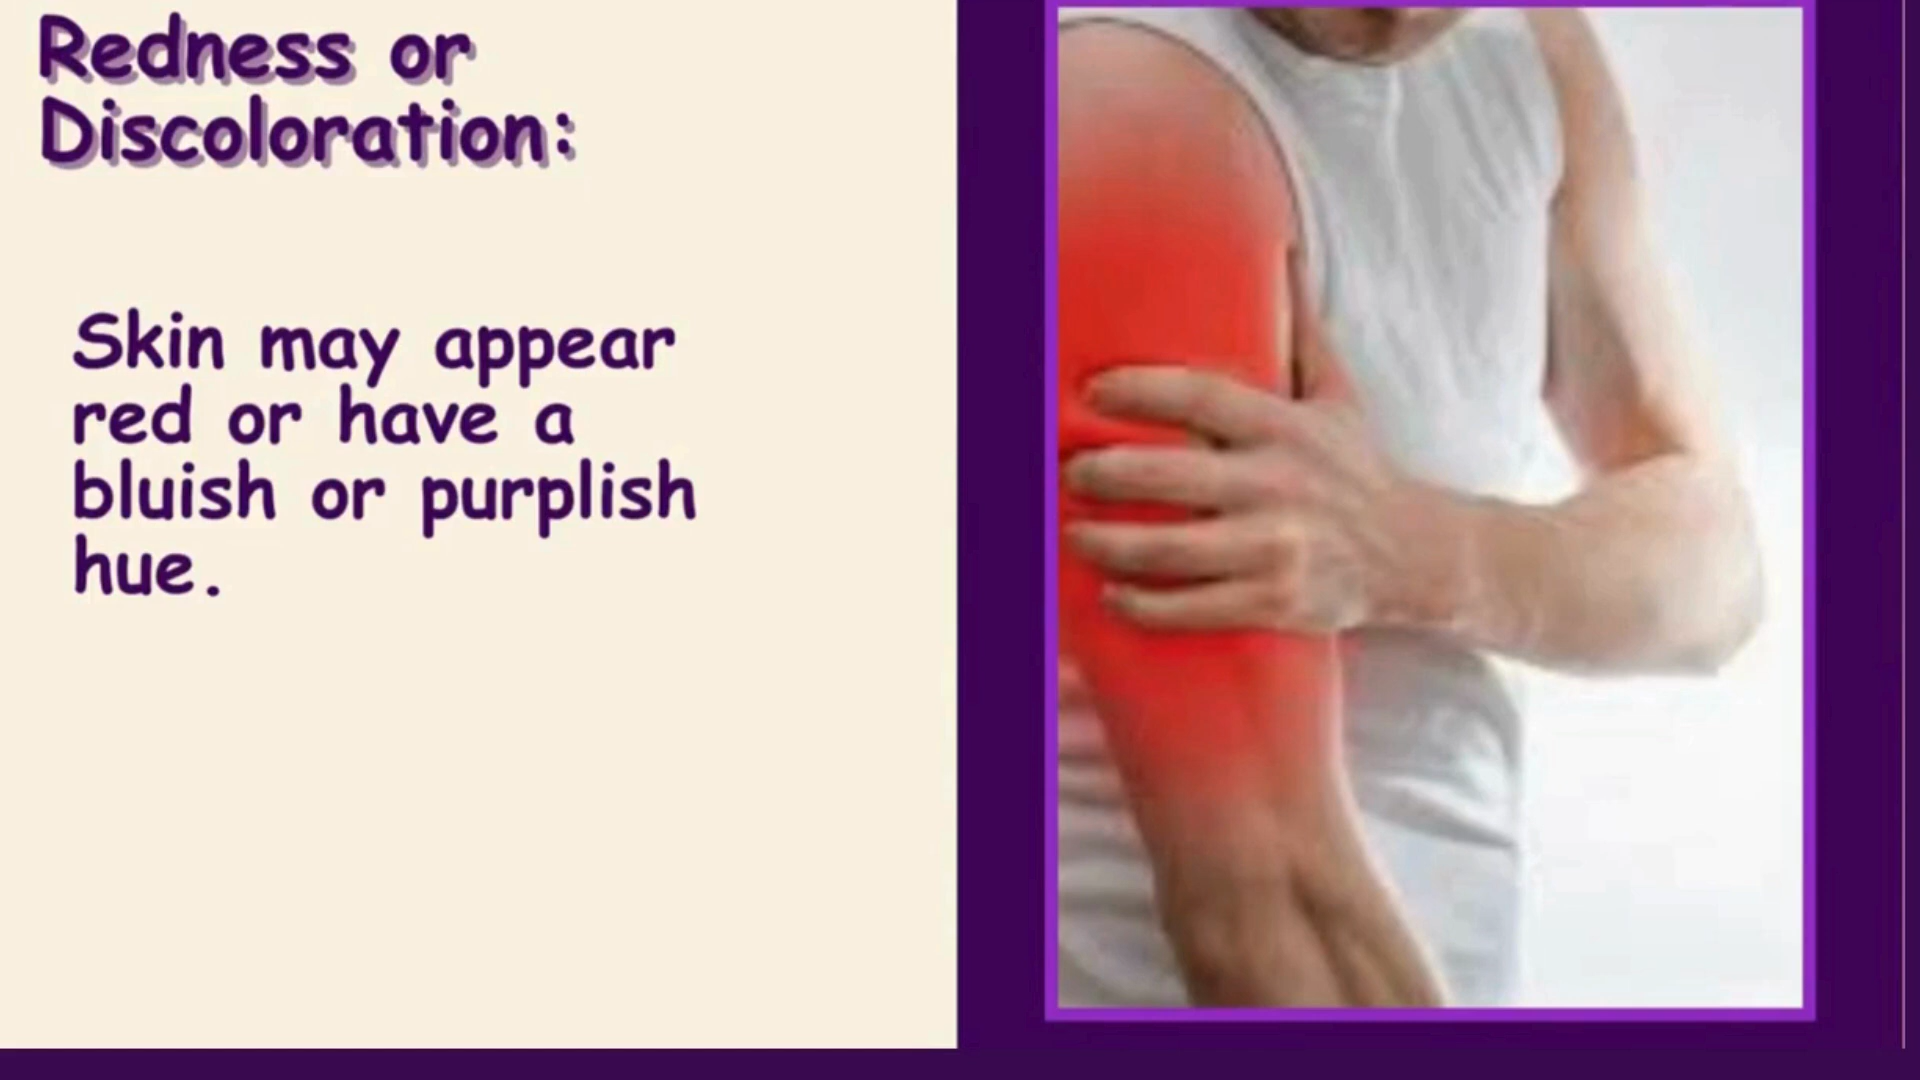 Redness or
Discoloration:
Skin may appear
red or have a
bluish or purplish
hue.